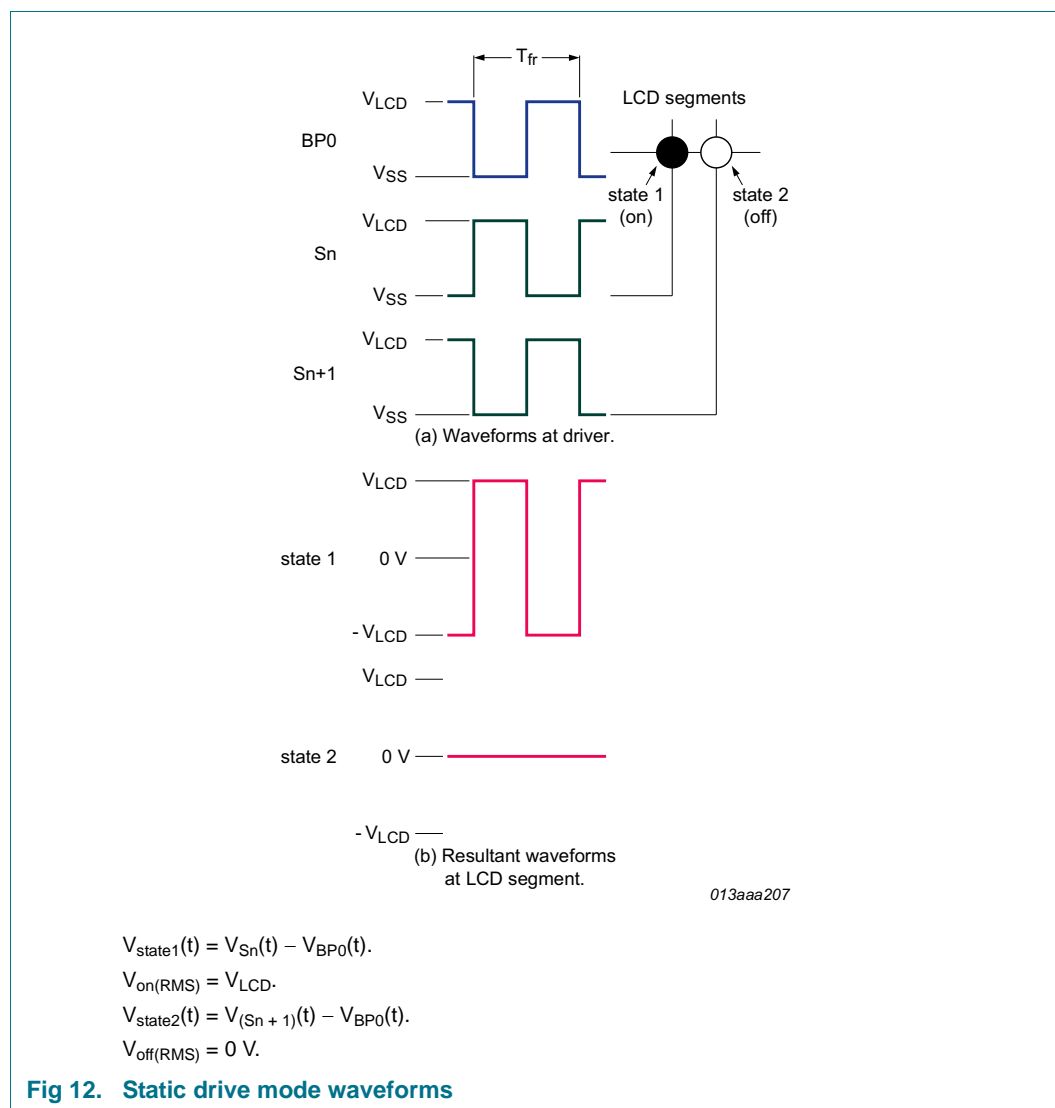 Tfr
VLCD
BP0
VSS
LCD segments
state 1
(on)
state 2
(off)
VLCD
Sn
VSS
VLCD
Sn+1
VSS
(a) Waveforms at driver.
VLCD
state 1 0 V
- VLCD
VLCD
state 2 0 V
- VLCD
(b) Resultant waveforms
at LCD segment.
013aaa207
Vstate1(t) = VSn(t) − VBP0(t).
Von(RMS) = VLCD.
Vstate2(t) = V(Sn + 1)(t) − VBP0(t).
Voff(RMS) = 0 V.
Fig 12. Static drive mode waveforms